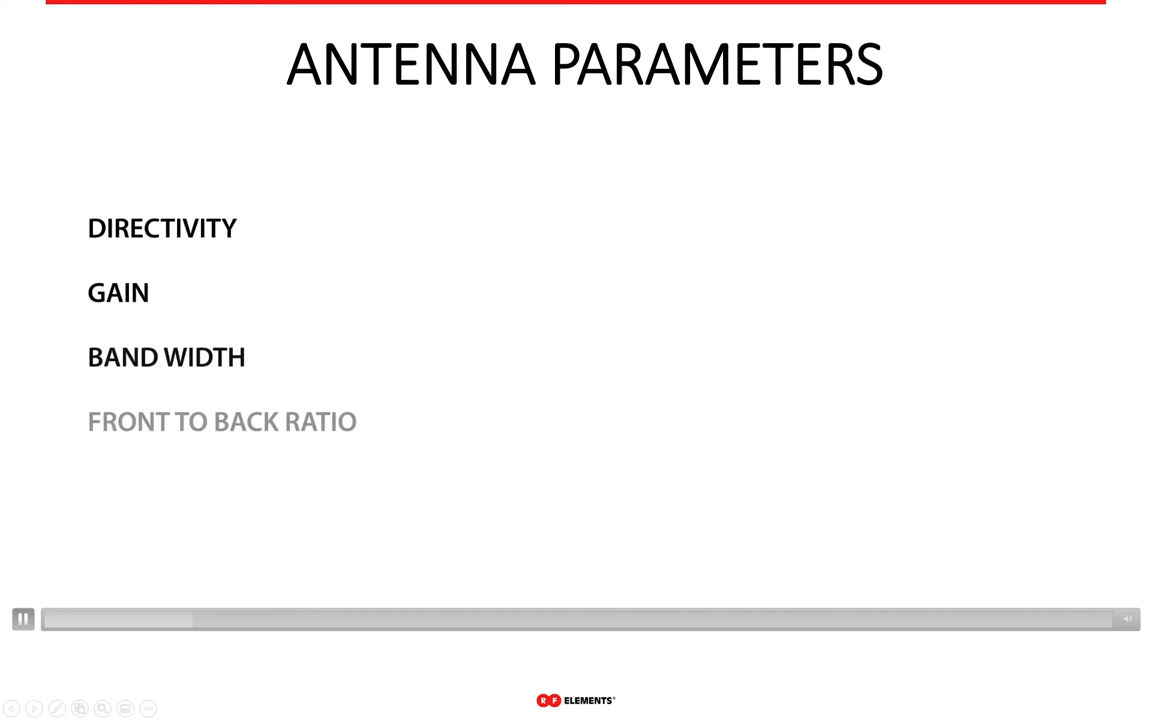 ANTENNA PARAMETERS
DIRECTIVITY
GAIN
BAND WIDTH
FRONT TO BACK RATIO
RF ELEMENTS®